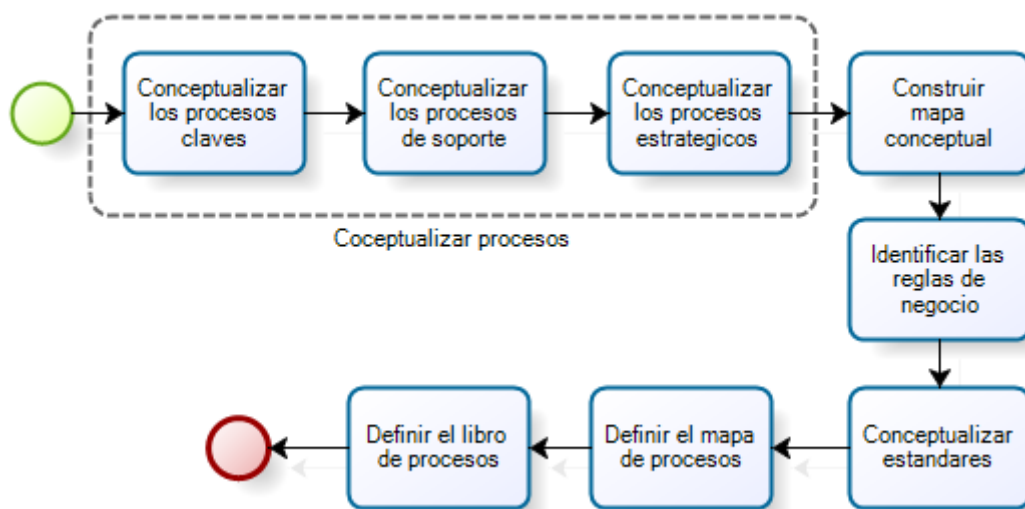 Conceptualizar
los procesos
claves
Conceptualizar
los procesos
de soporte
Conceptualizar
los procesos
estrategicos
Construir
mapa
conceptual
Coceptualizar procesos
Identificar las
reglas de
negocio
Conceptualizar
estandares
Definir el mapa
de procesos
Definir el libro
de procesos